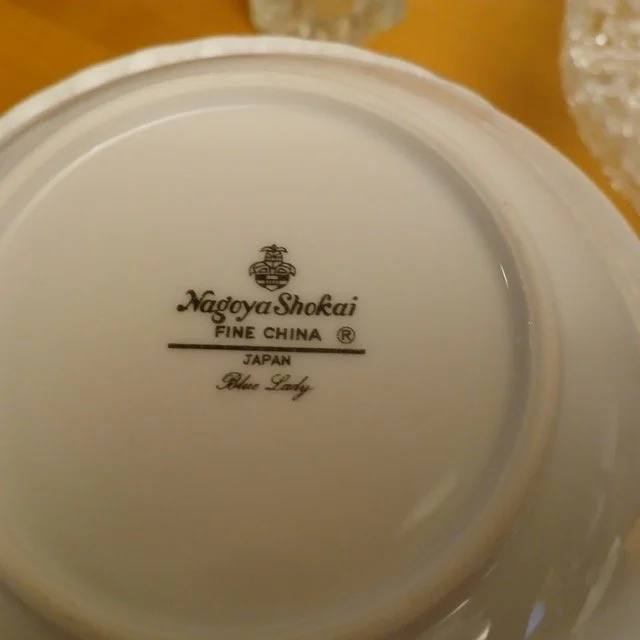 Nagoya Shokai
FINE CHINA ®
JAPAN
Blue Lady